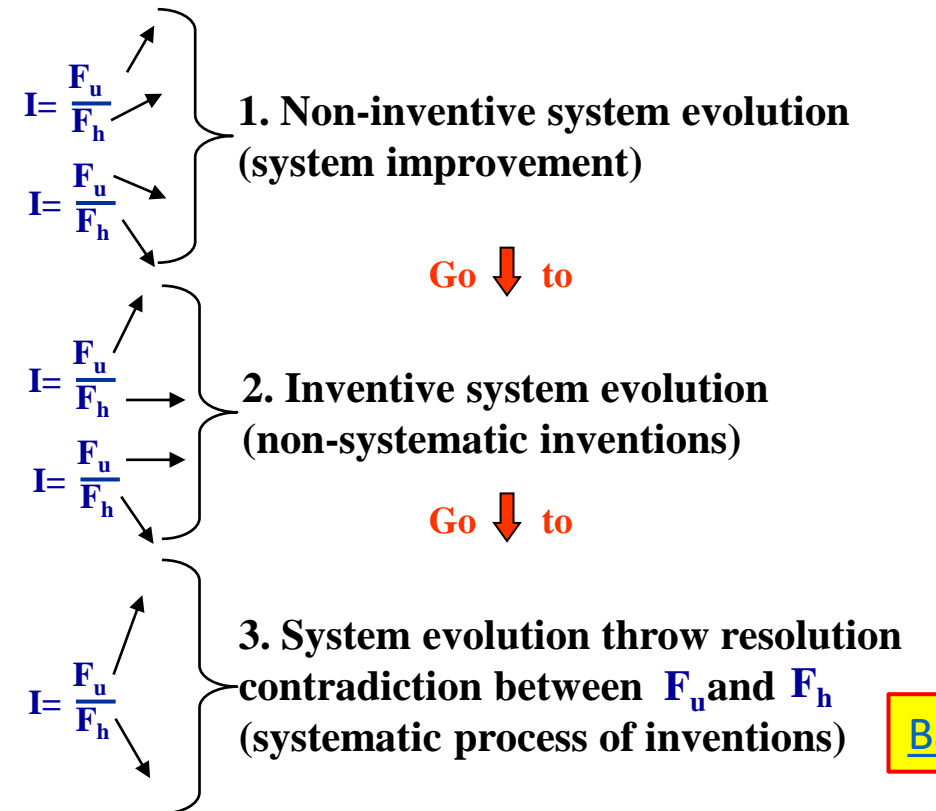 I= Fu
Fh
I= Fu
Fh
1. Non-inventive system evolution
(system improvement)
Go to
I= Fu
Fh
I= Fu
Fh
2. Inventive system evolution
(non-systematic inventions)
Go to
I= Fu
Fh
3. System evolution throw resolution
contradiction between Fu and Fh
(systematic process of inventions)